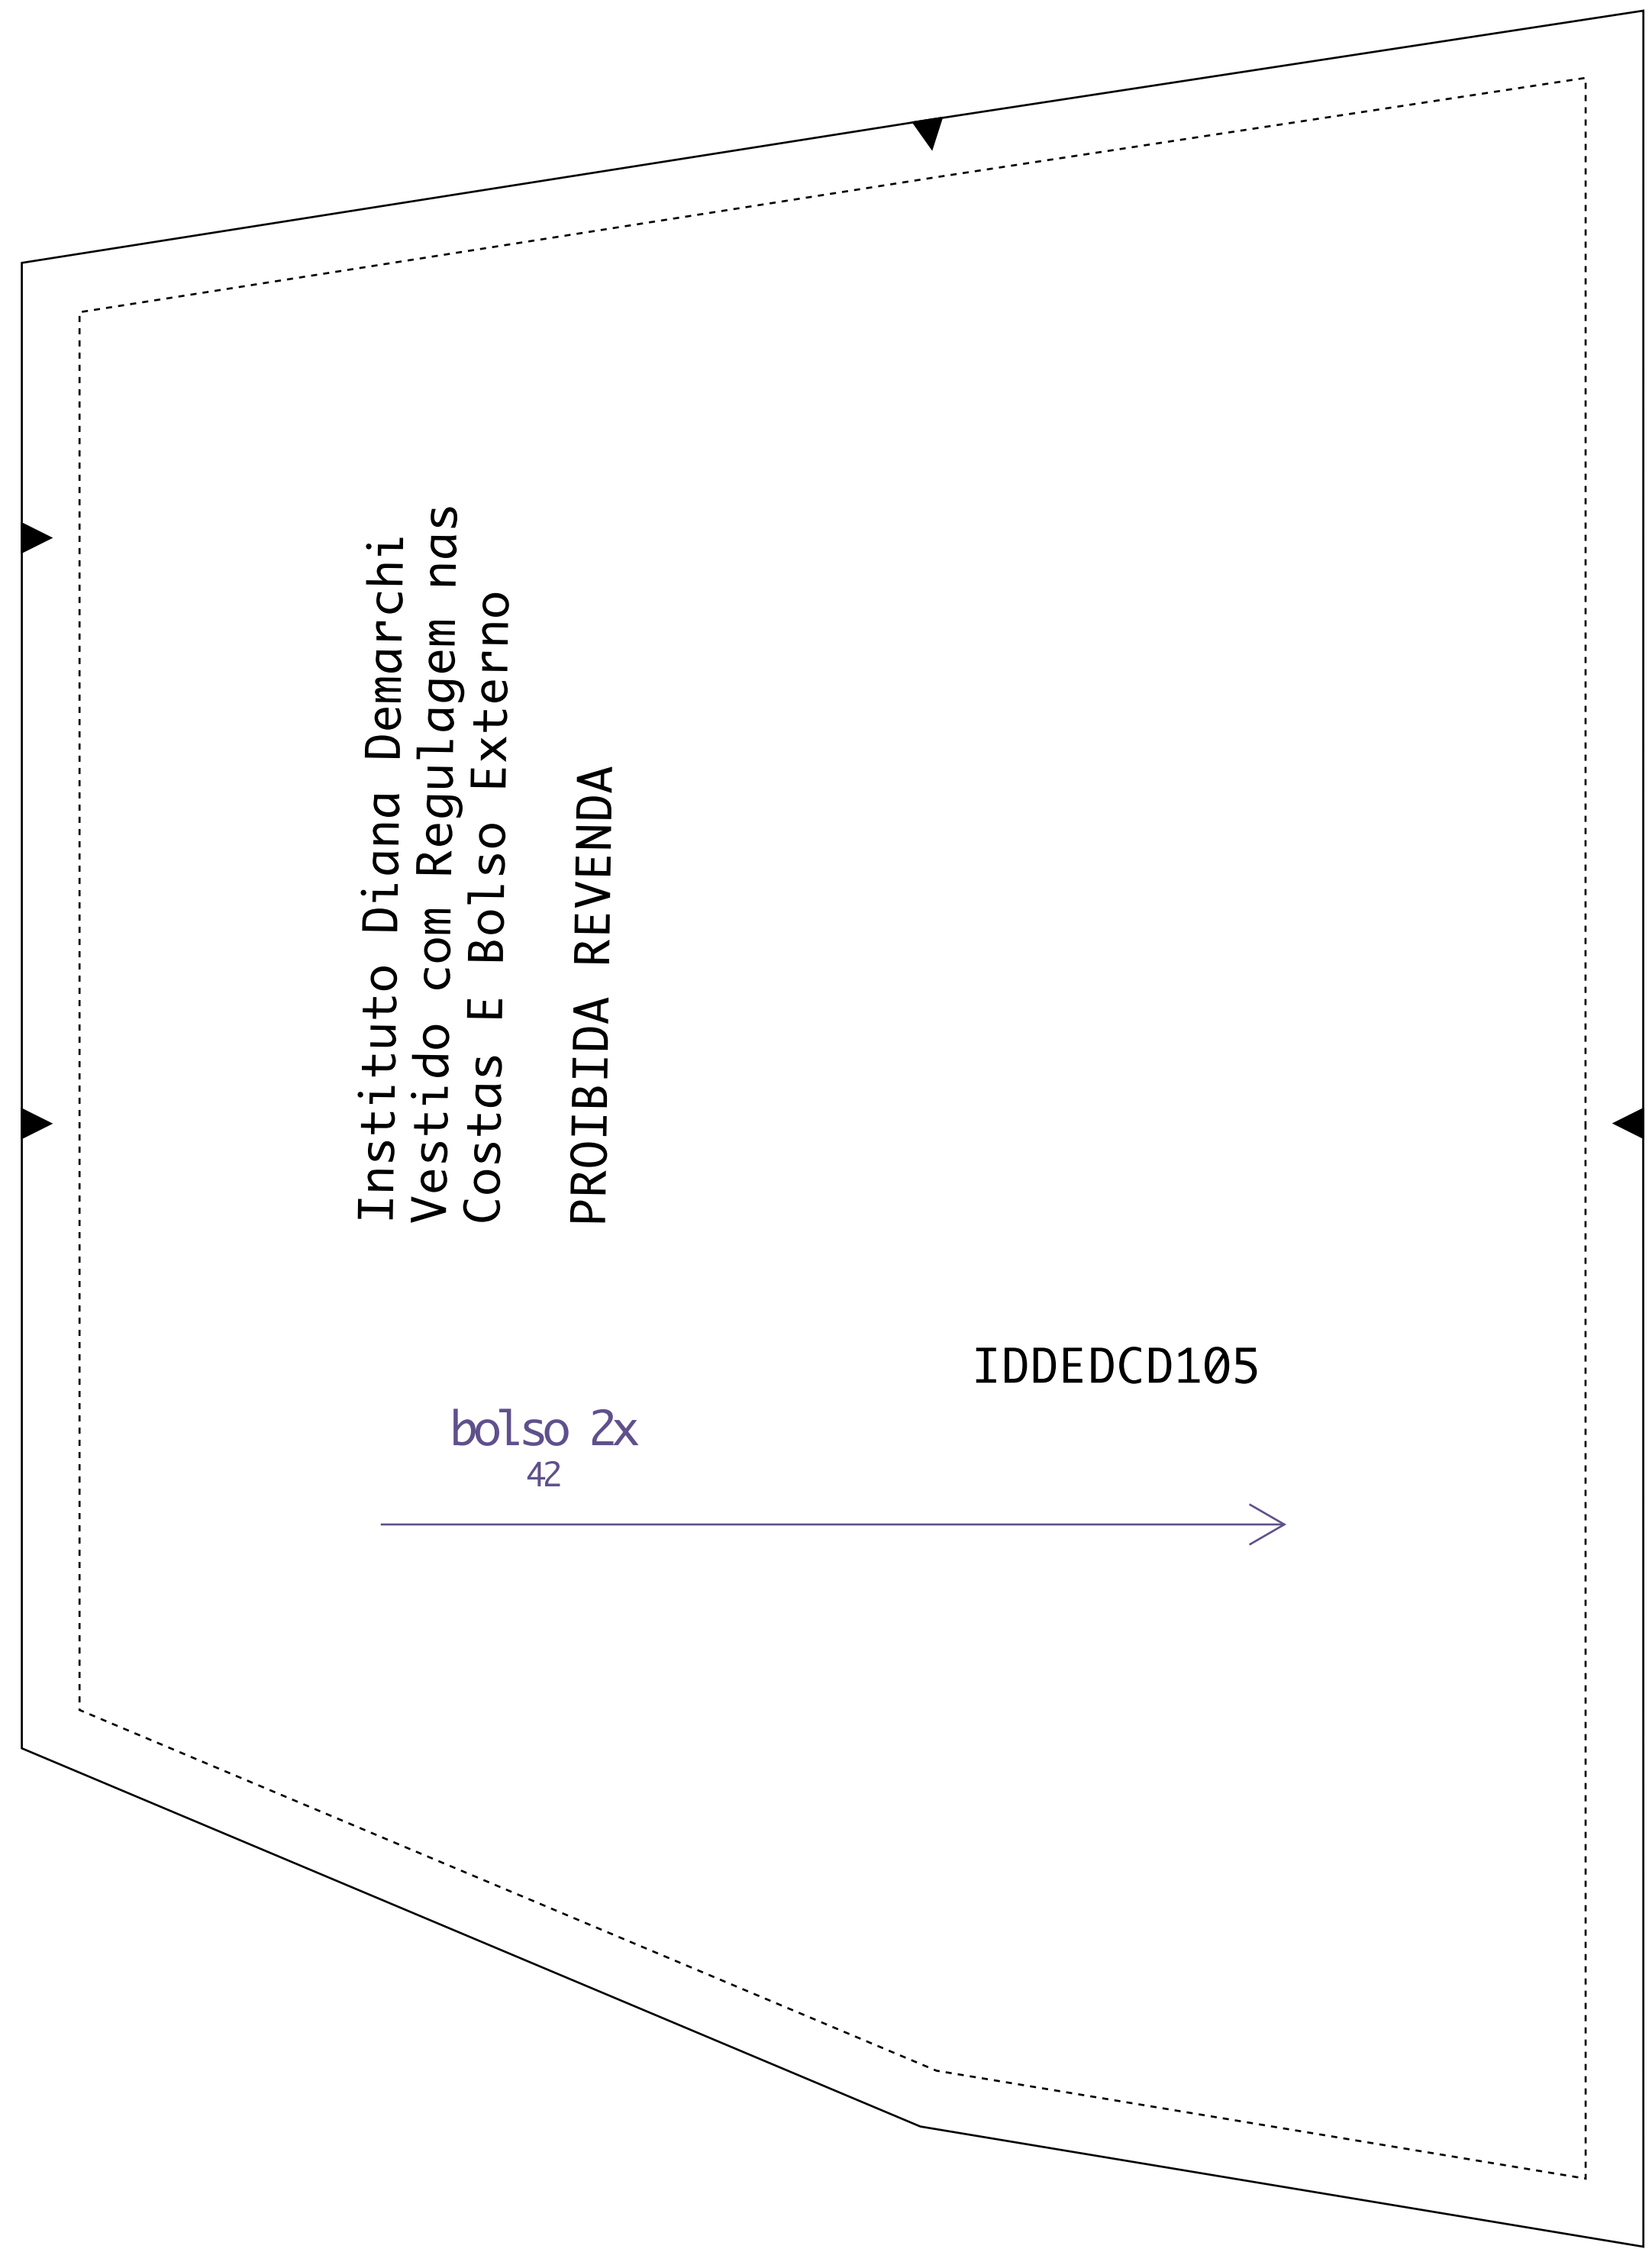 Instituto Diana Demarchi
Vestido com Regulagem nas
Costas E Bolso Externo
PROIBIDA REVENDA
IDDEDCD105
bolso 2x
42